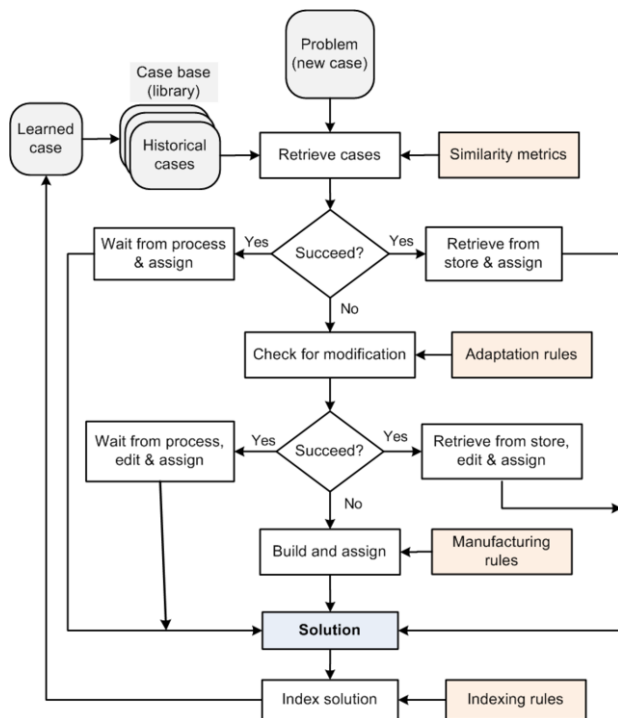 Problem
(new case)
Case base
(library)
Learned
case
Historical
cases
Retrieve cases
Similarity metrics
Wait from process
& assign
Yes
Succeed?
Yes
Retrieve from
store & assign
No
Check for modification
Adaptation rules
Wait from process,
edit & assign
Yes
Succeed?
Yes
Retrieve from store,
edit & assign
No
Build and assign
Manufacturing
rules
Solution
Index solution
Indexing rules